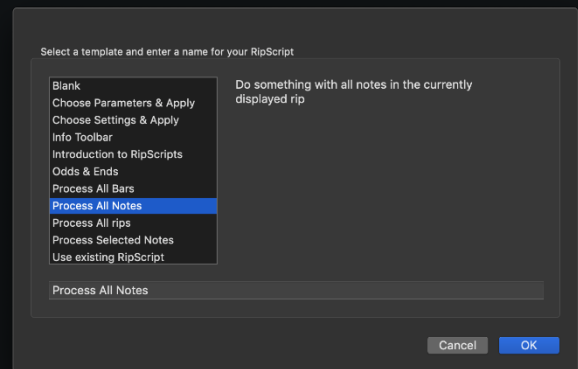 Select a template and enter a name for your RipScript
Blank
Choose Parameters & Apply
Choose Settings & Apply
Info Toolbar
Introduction to RipScripts
Odds & Ends
Process All Bars
Process All Notes
Process All rips
Process Selected Notes
Use existing RipScript
Do something with all notes in the currently
displayed rip
Process All Notes
Cancel
OK